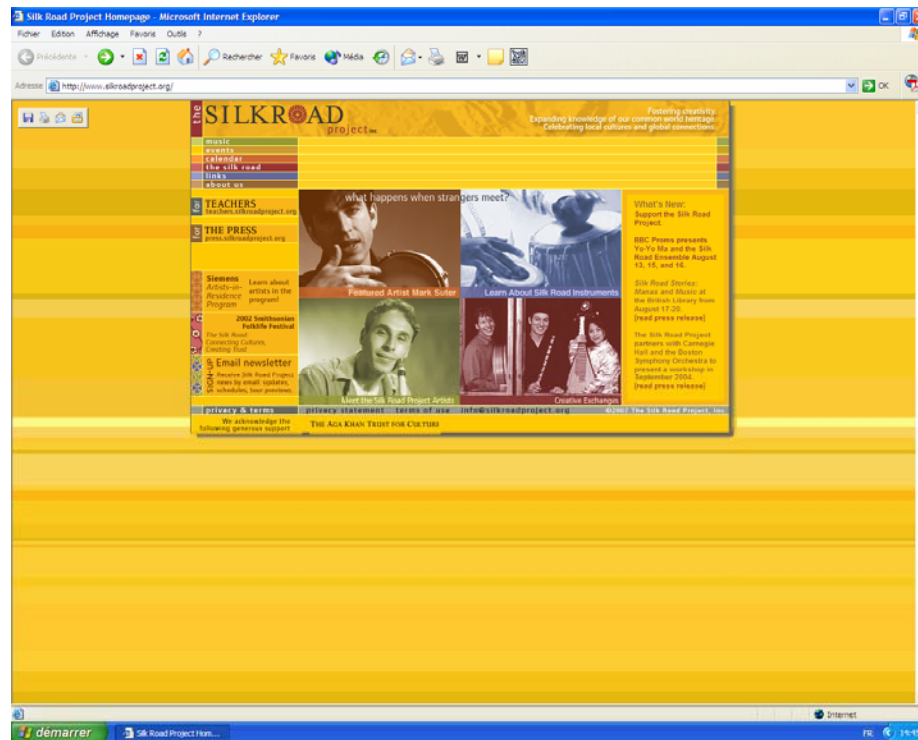 Silk Road Project Homepage - Microsoft Internet Explorer
Fichier Edition Affichage Favoris Outils ?
Précédente Rechercher Favoris Média
Adresse http://www.silkroadproject.org/ OK
the SILKROAD project inc
Fostering creativity.
Expanding knowledge of our common world heritage.
Celebrating local cultures and global connections.
music
events
calendar
the silk road
links
about us
for TEACHERS
teachers.silkroadproject.org
for THE PRESS
press.silkroadproject.org
Siemens
Artists-in-
Residence
Program
Learn about
artists in the
program!
2002 Smithsonian
Folklife Festival
The Silk Road:
Connecting Cultures,
Creating Trust
SIGN-UP Email newsletter
Receive Silk Road Project
news by email: updates,
schedules, tour previews.
what happens when strangers meet?
Featured Artist Mark Suter
Learn About Silk Road Instruments
Meet the Silk Road Project Artists
Creative Exchanges
What's New:
Support the Silk Road
Project.
BBC Proms presents
Yo-Yo Ma and the Silk
Road Ensemble August
13, 15, and 16.
Silk Road Stories:
Manas and Music at
the British Library from
August 17-20.
[read press release]
The Silk Road Project
partners with Carnegie
Hall and the Boston
Symphony Orchestra to
present a workshop in
September 2004.
[read press release]
privacy & terms privacy statement terms of use info@silkroadproject.org ©2002 The Silk Road Project, Inc.
We acknowledge the
following generous support
THE AGA KHAN TRUST FOR CULTURE
Internet
démarrer Silk Road Project Hom... FR